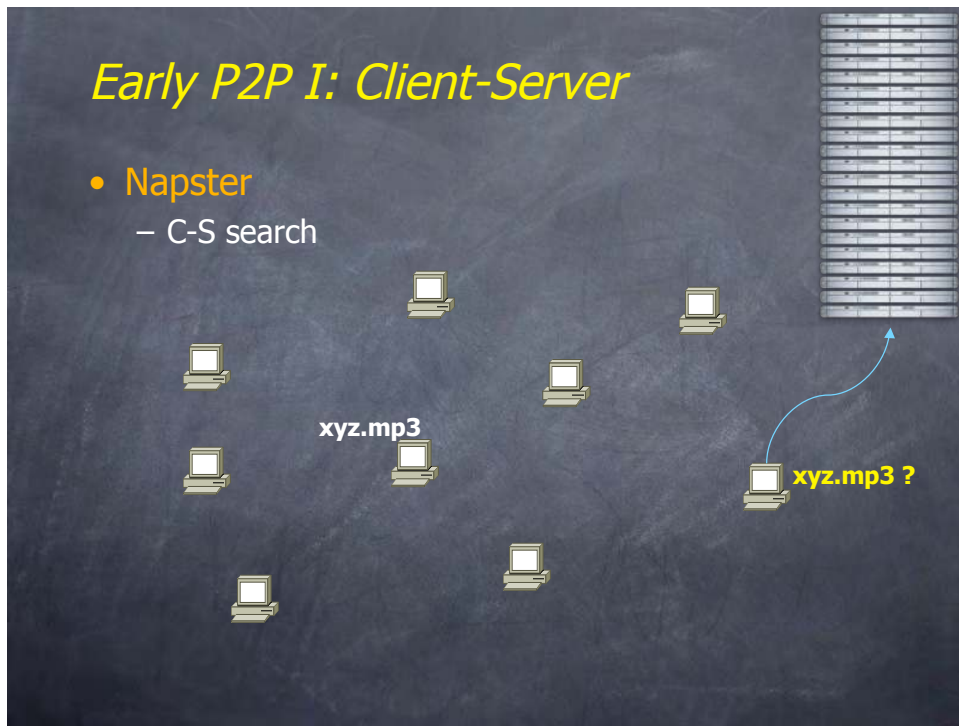 Early P2P I: Client-Server
• Napster
– C-S search
xyz.mp3
xyz.mp3 ?